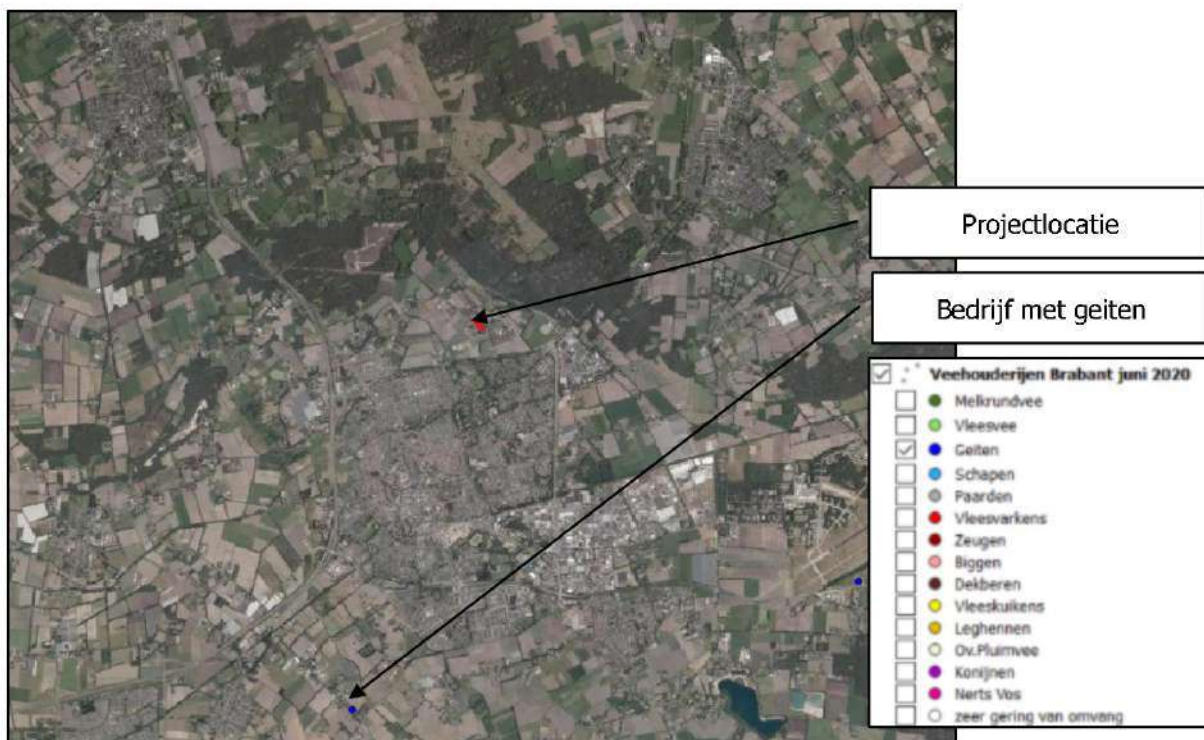 Projectlocatie
Bedrijf met geiten
Veehouderijen Brabant juni 2020
Melkrundvee
Vleesvee
Geiten
Schapen
Paarden
Vleesvarkens
Zeugen
Biggen
Dekberen
Vleeskuikens
Leghennen
Ov.Pluimvee
Konijnen
Nerts Vos
zeer gering van omvang